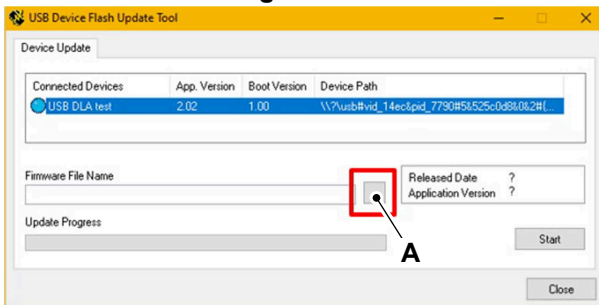 USB Device Flash Update Tool
Device Update
Connected Devices App. Version Boot Version Device Path
USB DLA test 2.02 1.00 \\?\usb#vid_14ec&pid_7790#5&525c0d8&0&2#{...
Firmware File Name
Released Date ?
Application Version ?
Update Progress
A
Start
Close